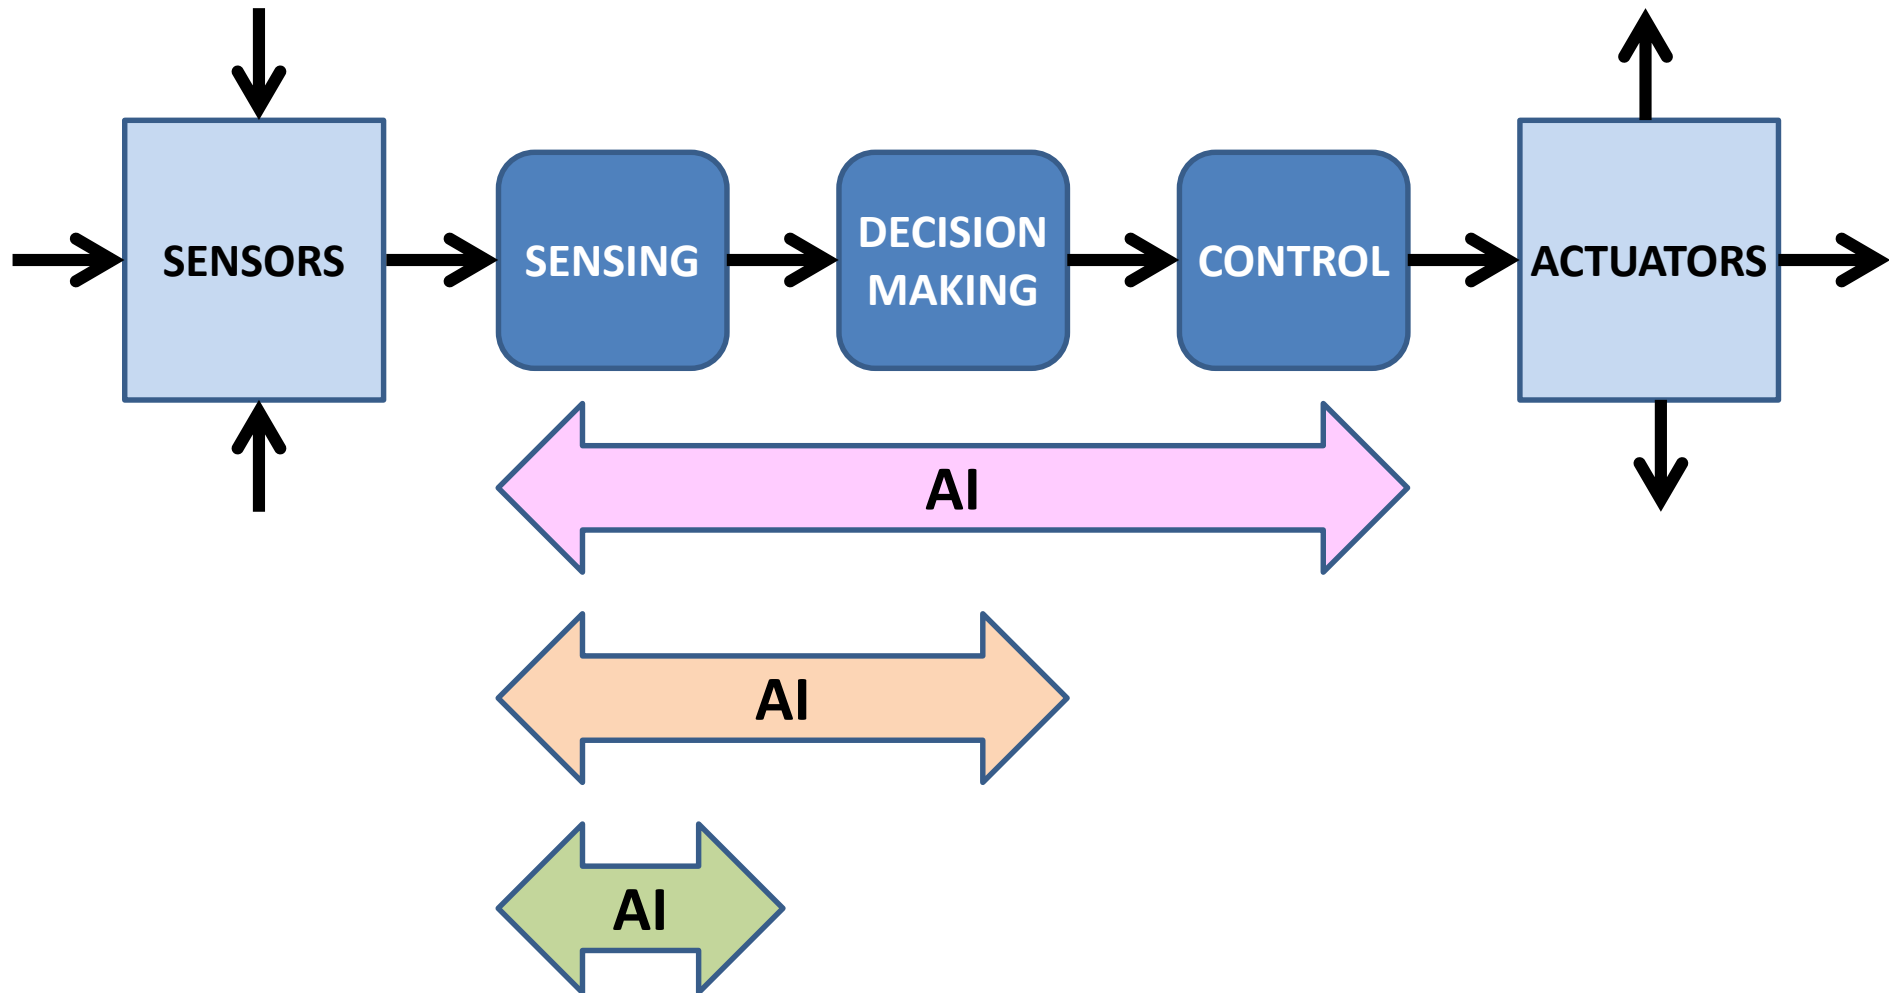 SENSORS
SENSING
DECISION
MAKING
CONTROL
ACTUATORS
AI
AI
AI